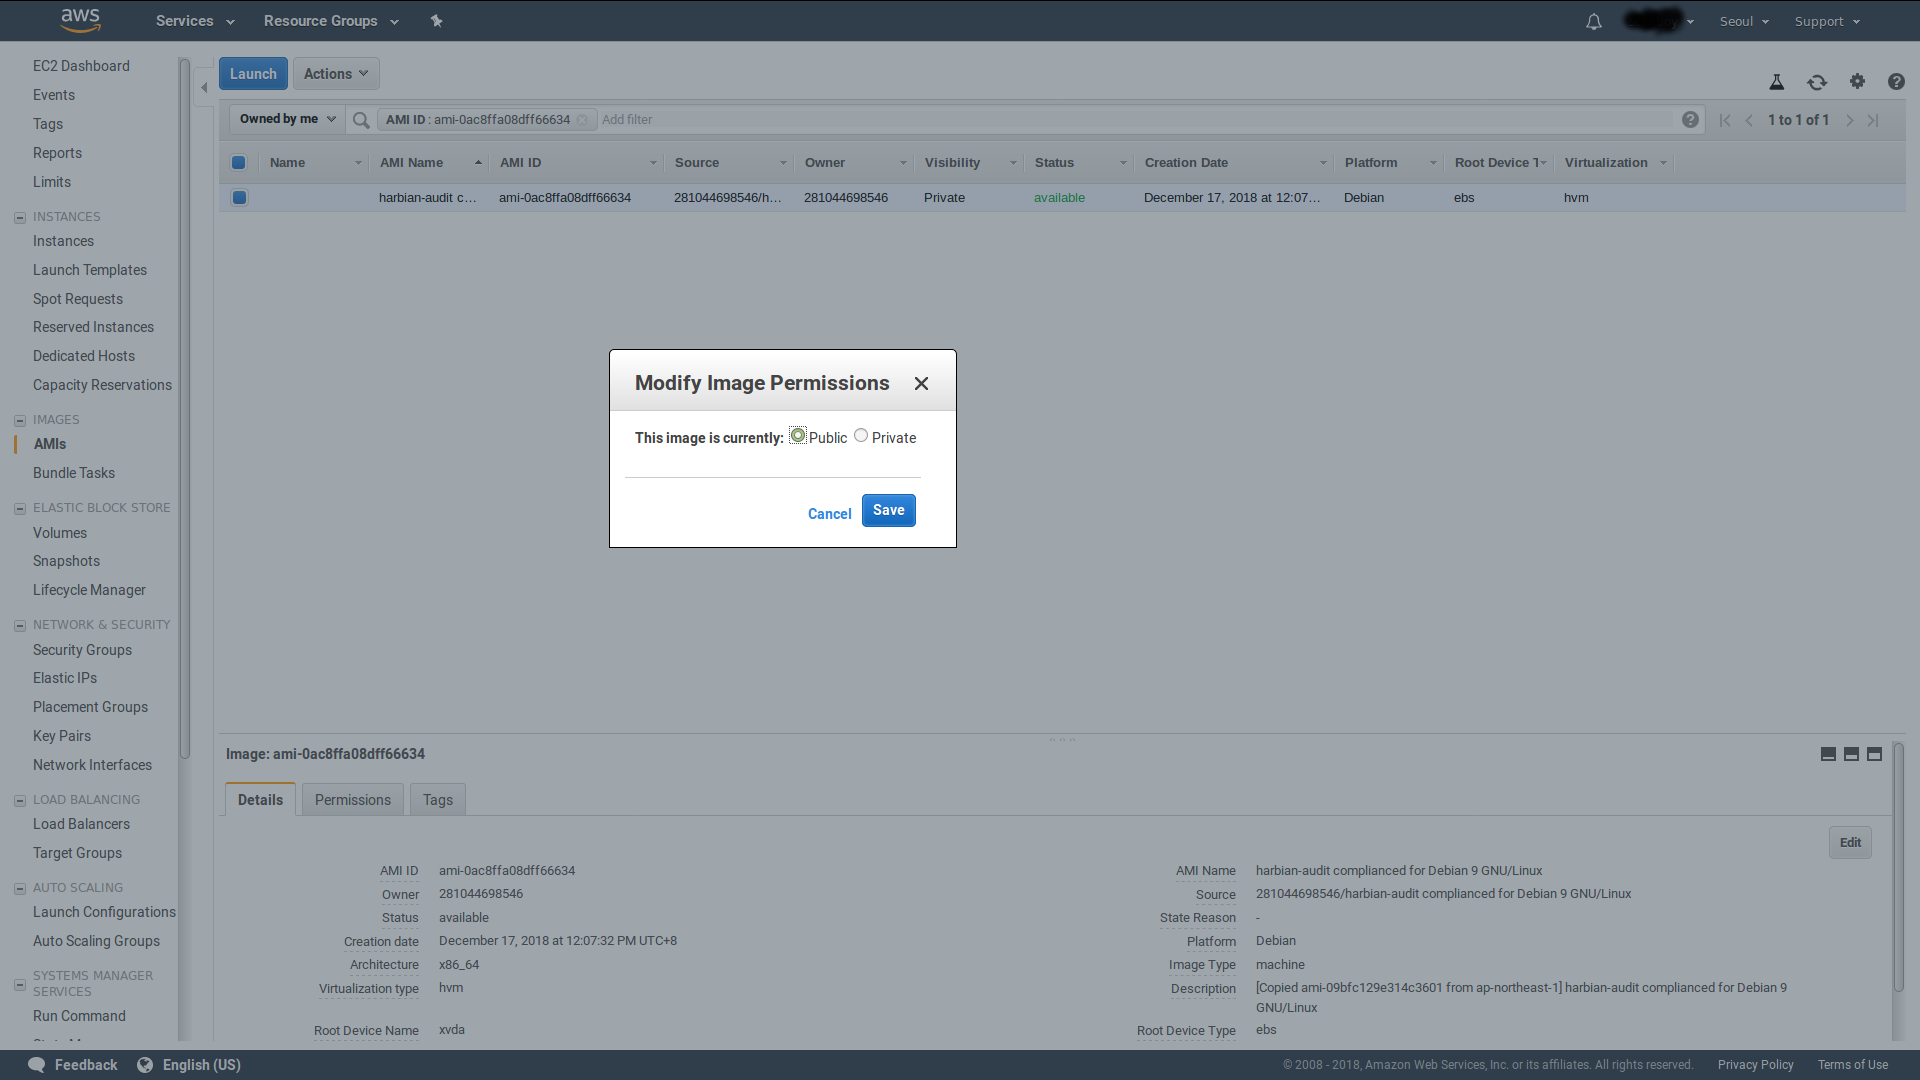 aws Services Resource Groups Seoul Support
EC2 Dashboard
Events
Tags
Reports
Limits
INSTANCES
Instances
Launch Templates
Spot Requests
Reserved Instances
Dedicated Hosts
Capacity Reservations
IMAGES
AMIs
Bundle Tasks
ELASTIC BLOCK STORE
Volumes
Snapshots
Lifecycle Manager
NETWORK & SECURITY
Security Groups
Elastic IPs
Placement Groups
Key Pairs
Network Interfaces
LOAD BALANCING
Load Balancers
Target Groups
AUTO SCALING
Launch Configurations
Auto Scaling Groups
SYSTEMS MANAGER
SERVICES
Run Command
Launch Actions
Owned by me AMI ID : ami-0ac8ffa08dff66634 Add filter 1 to 1 of 1
Name AMI Name AMI ID Source Owner Visibility Status Creation Date Platform Root Device T Virtualization
harbian-audit c... ami-0ac8ffa08dff66634 281044698546/h... 281044698546 Private available December 17, 2018 at 12:07... Debian ebs hvm
Modify Image Permissions
This image is currently: Public Private
Cancel Save
Image: ami-0ac8ffa08dff66634
Details Permissions Tags
Edit
AMI ID ami-0ac8ffa08dff66634 AMI Name harbian-audit complianced for Debian 9 GNU/Linux
Owner 281044698546 Source 281044698546/harbian-audit complianced for Debian 9 GNU/Linux
Status available State Reason -
Creation date December 17, 2018 at 12:07:32 PM UTC+8 Platform Debian
Architecture x86_64 Image Type machine
Virtualization type hvm Description [Copied ami-09bfc129e314c3601 from ap-northeast-1] harbian-audit complianced for Debian 9
GNU/Linux
Root Device Name xvda Root Device Type ebs
Feedback English (US) © 2008 - 2018, Amazon Web Services, Inc. or its affiliates. All rights reserved. Privacy Policy Terms of Use